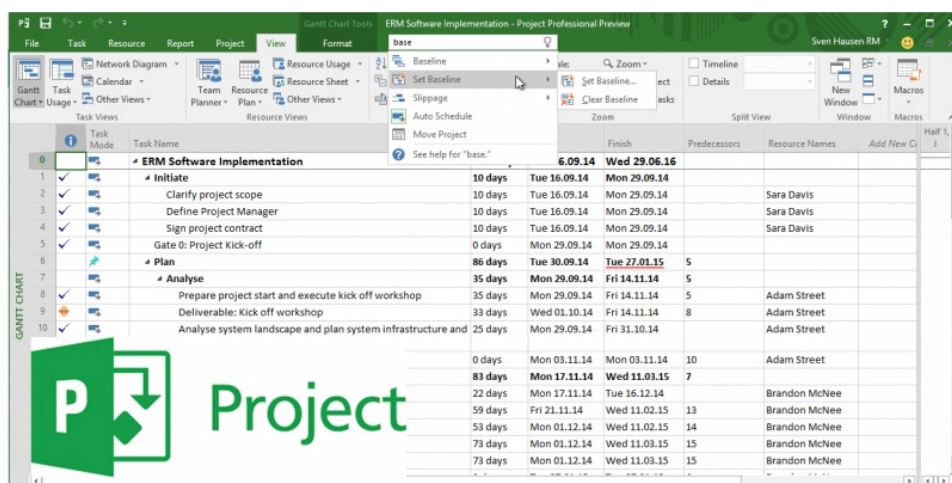 Gantt Chart Tools ERM Software Implementation - Project Professional Preview
File Task Resource Report Project View Format base Sven Hausen RM
Network Diagram Resource Usage Baseline Zoom Timeline
Calendar Resource Sheet Set Baseline Set Baseline... Details
Gantt Chart Task Usage Other Views Team Planner Resource Plan Other Views Slippage Clear Baseline New Window Macros
Auto Schedule
Task Views Resource Views Zoom Split View Window Macros
Move Project
See help for "base."
Task Mode Task Name Finish Predecessors Resource Names Add New Half 1,
0 ERM Software Implementation 6.09.14 Wed 29.06.16
1 Initiate 10 days Tue 16.09.14 Mon 29.09.14
2 Clarify project scope 10 days Tue 16.09.14 Mon 29.09.14 Sara Davis
3 Define Project Manager 10 days Tue 16.09.14 Mon 29.09.14 Sara Davis
4 Sign project contract 10 days Tue 16.09.14 Mon 29.09.14 Sara Davis
5 Gate 0: Project Kick-off 0 days Mon 29.09.14 Mon 29.09.14
6 Plan 86 days Tue 30.09.14 Tue 27.01.15 5
7 Analyse 35 days Mon 29.09.14 Fri 14.11.14 5
8 Prepare project start and execute kick off workshop 35 days Mon 29.09.14 Fri 14.11.14 5 Adam Street
9 Deliverable: Kick off workshop 33 days Wed 01.10.14 Fri 14.11.14 8 Adam Street
10 Analyse system landscape and plan system infrastructure and 25 days Mon 29.09.14 Fri 31.10.14 Adam Street
0 days Mon 03.11.14 Mon 03.11.14 10 Adam Street
83 days Mon 17.11.14 Wed 11.03.15 7
22 days Mon 17.11.14 Tue 16.12.14 Brandon McNee
59 days Fri 21.11.14 Wed 11.02.15 13 Brandon McNee
53 days Mon 01.12.14 Wed 11.02.15 14 Brandon McNee
73 days Mon 01.12.14 Wed 11.03.15 15 Brandon McNee
73 days Mon 01.12.14 Wed 11.03.15 15 Brandon McNee
GANTT CHART
P Project